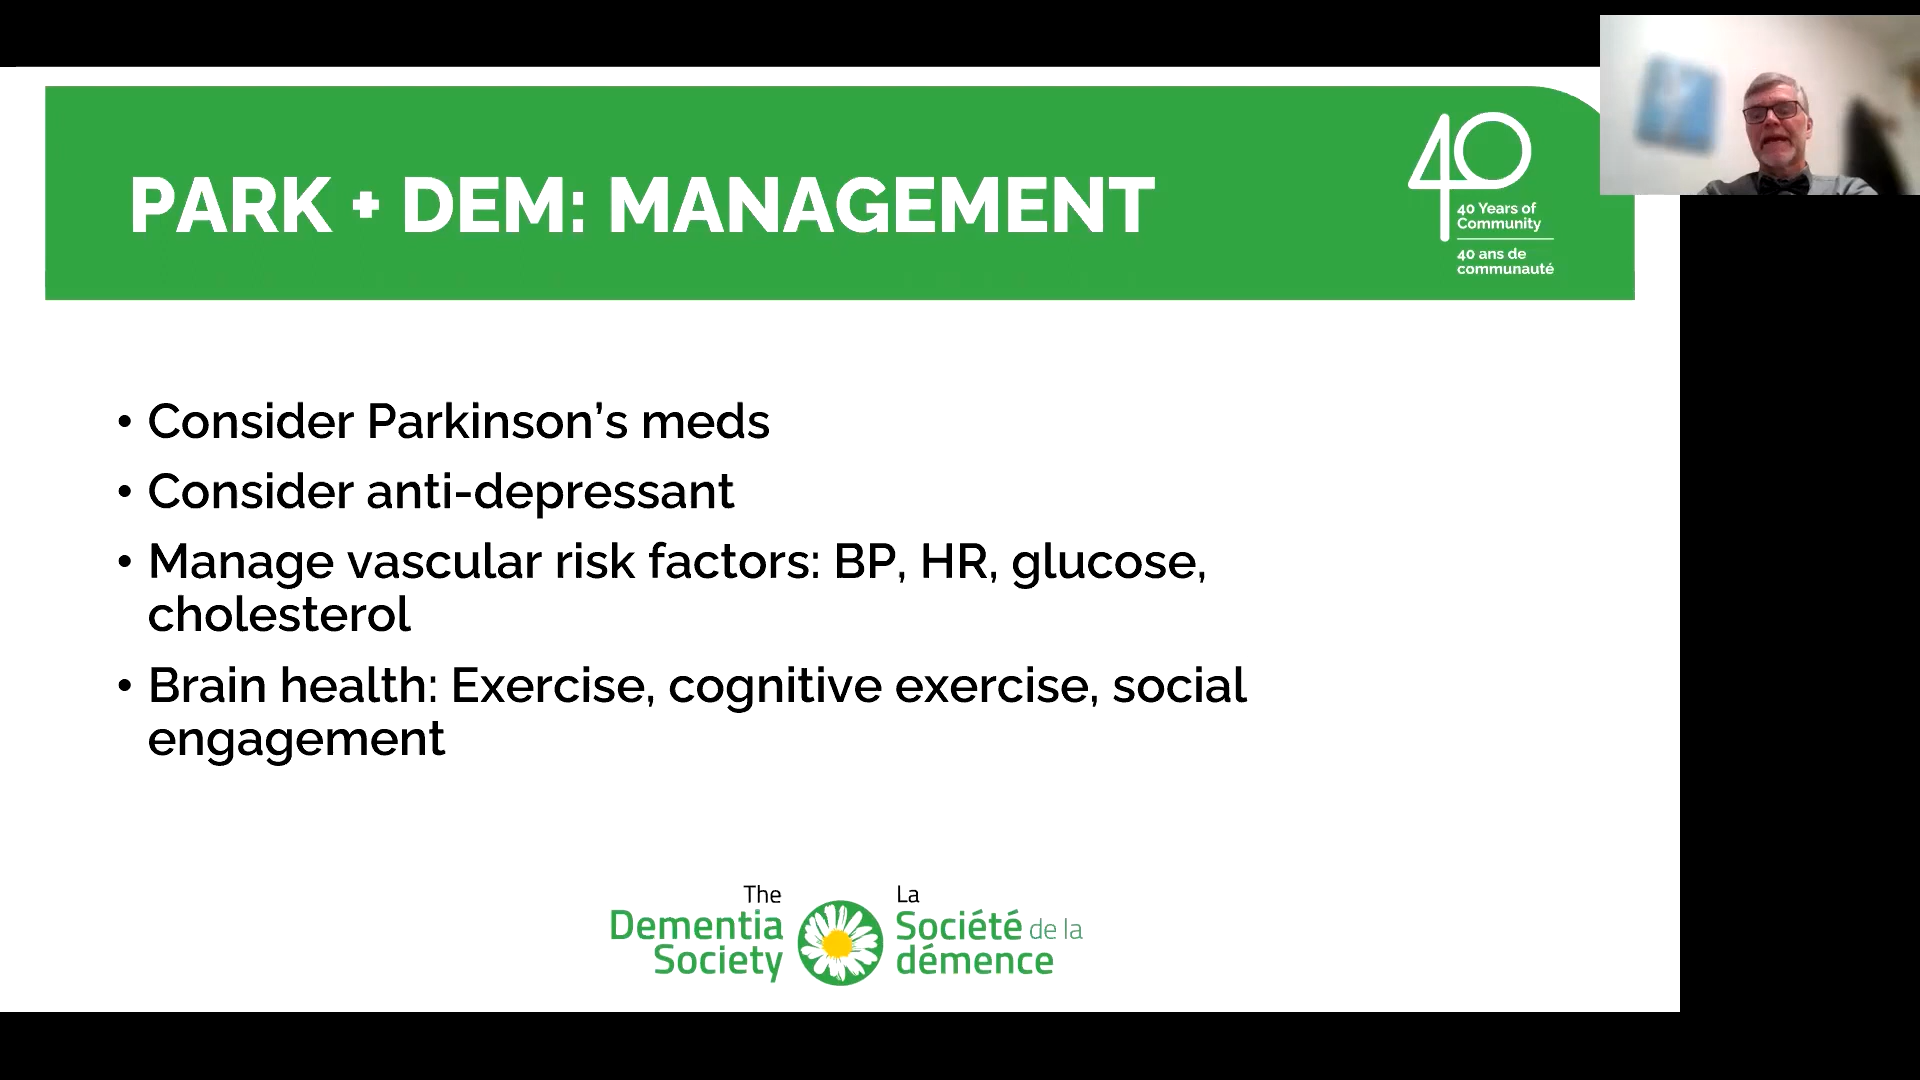 PARK + DEM: MANAGEMENT
40
40 Years of
Community
40 ans de
communauté
• Consider Parkinson’s meds
• Consider anti-depressant
• Manage vascular risk factors: BP, HR, glucose,
cholesterol
• Brain health: Exercise, cognitive exercise, social
engagement
The
Dementia
Society
La
Société de la
démence